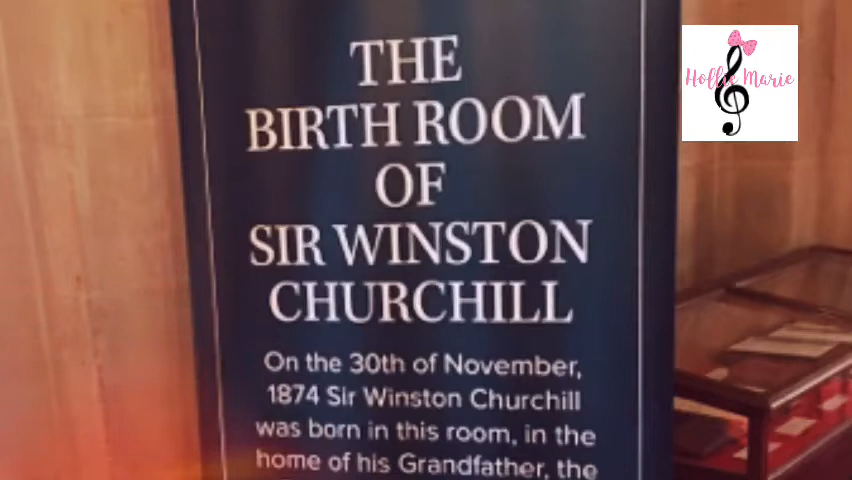 THE
BIRTH ROOM
OF
SIR WINSTON
CHURCHILL
On the 30th of November,
1874 Sir Winston Churchill
was born in this room, in the
home of his Grandfather, the
Hollie Marie